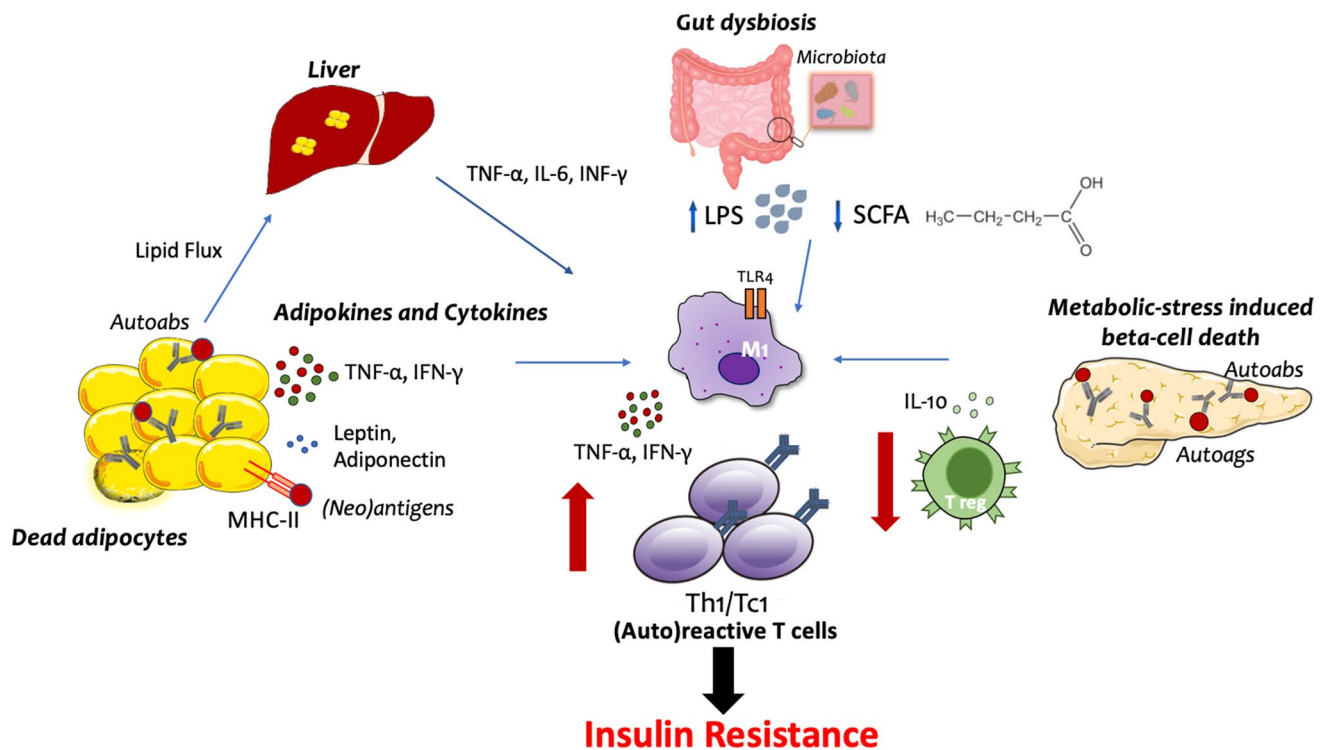 Gut dysbiosis
Microbiota
Liver
TNF-α, IL-6, INF-γ
LPS
SCFA
H₃C—CH₂-CH₂—C
OH
O
Lipid Flux
TLR4
M1
Adipokines and Cytokines
Autoabs
TNF-α, IFN-γ
Leptin,
Adiponectin
(Neo)antigens
MHC-II
Dead adipocytes
Metabolic-stress induced
beta-cell death
Autoabs
Autoags
IL-10
T reg
TNF-α, IFN-γ
Th1/Tc1
(Auto)reactive T cells
Insulin Resistance